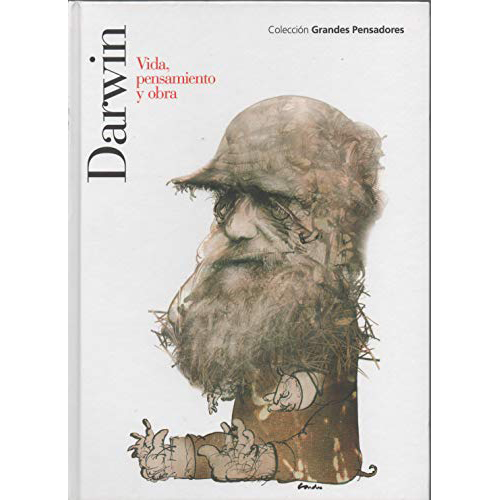 Colección Grandes Pensadores
Darwin
Vida,
pensamiento
y obra